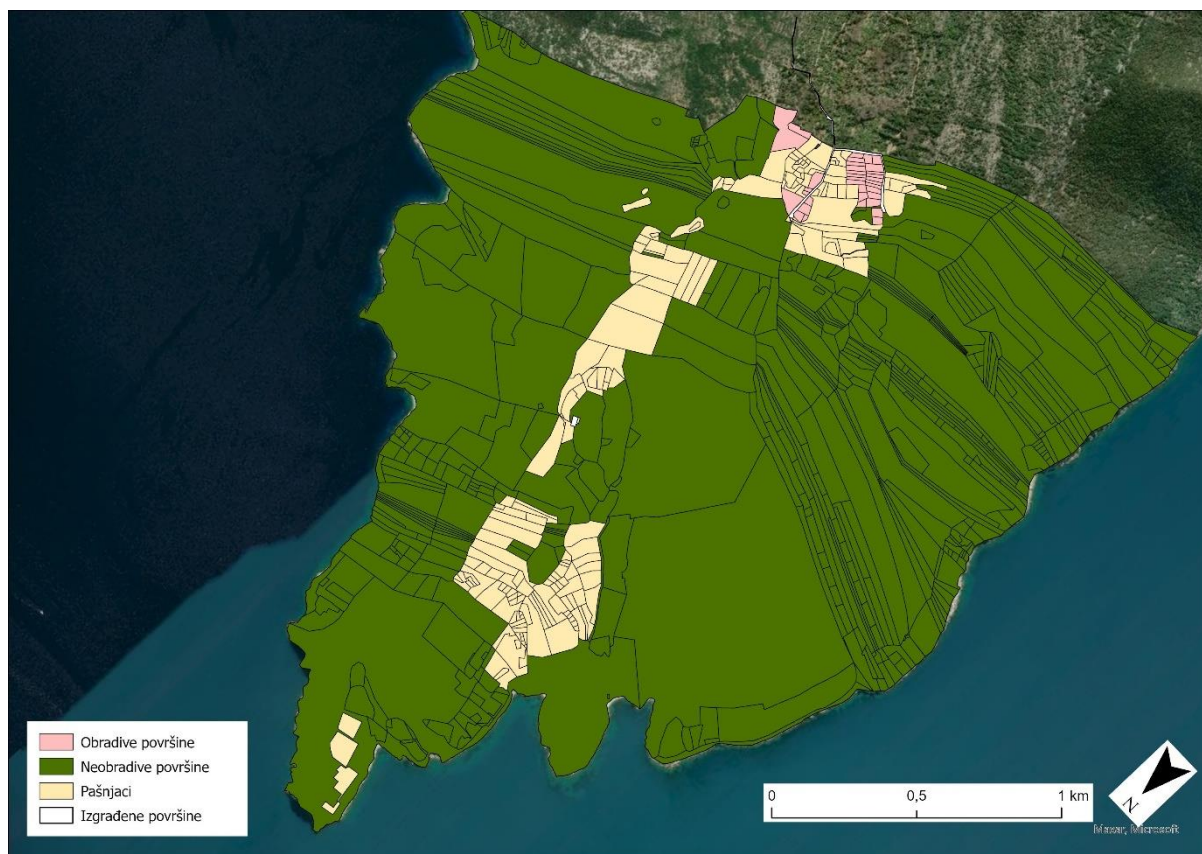 Obradive površine
Neobradive površine
Pašnjaci
Izgrađene površine
0
0,5
1 km
N
Maxar, Microsoft